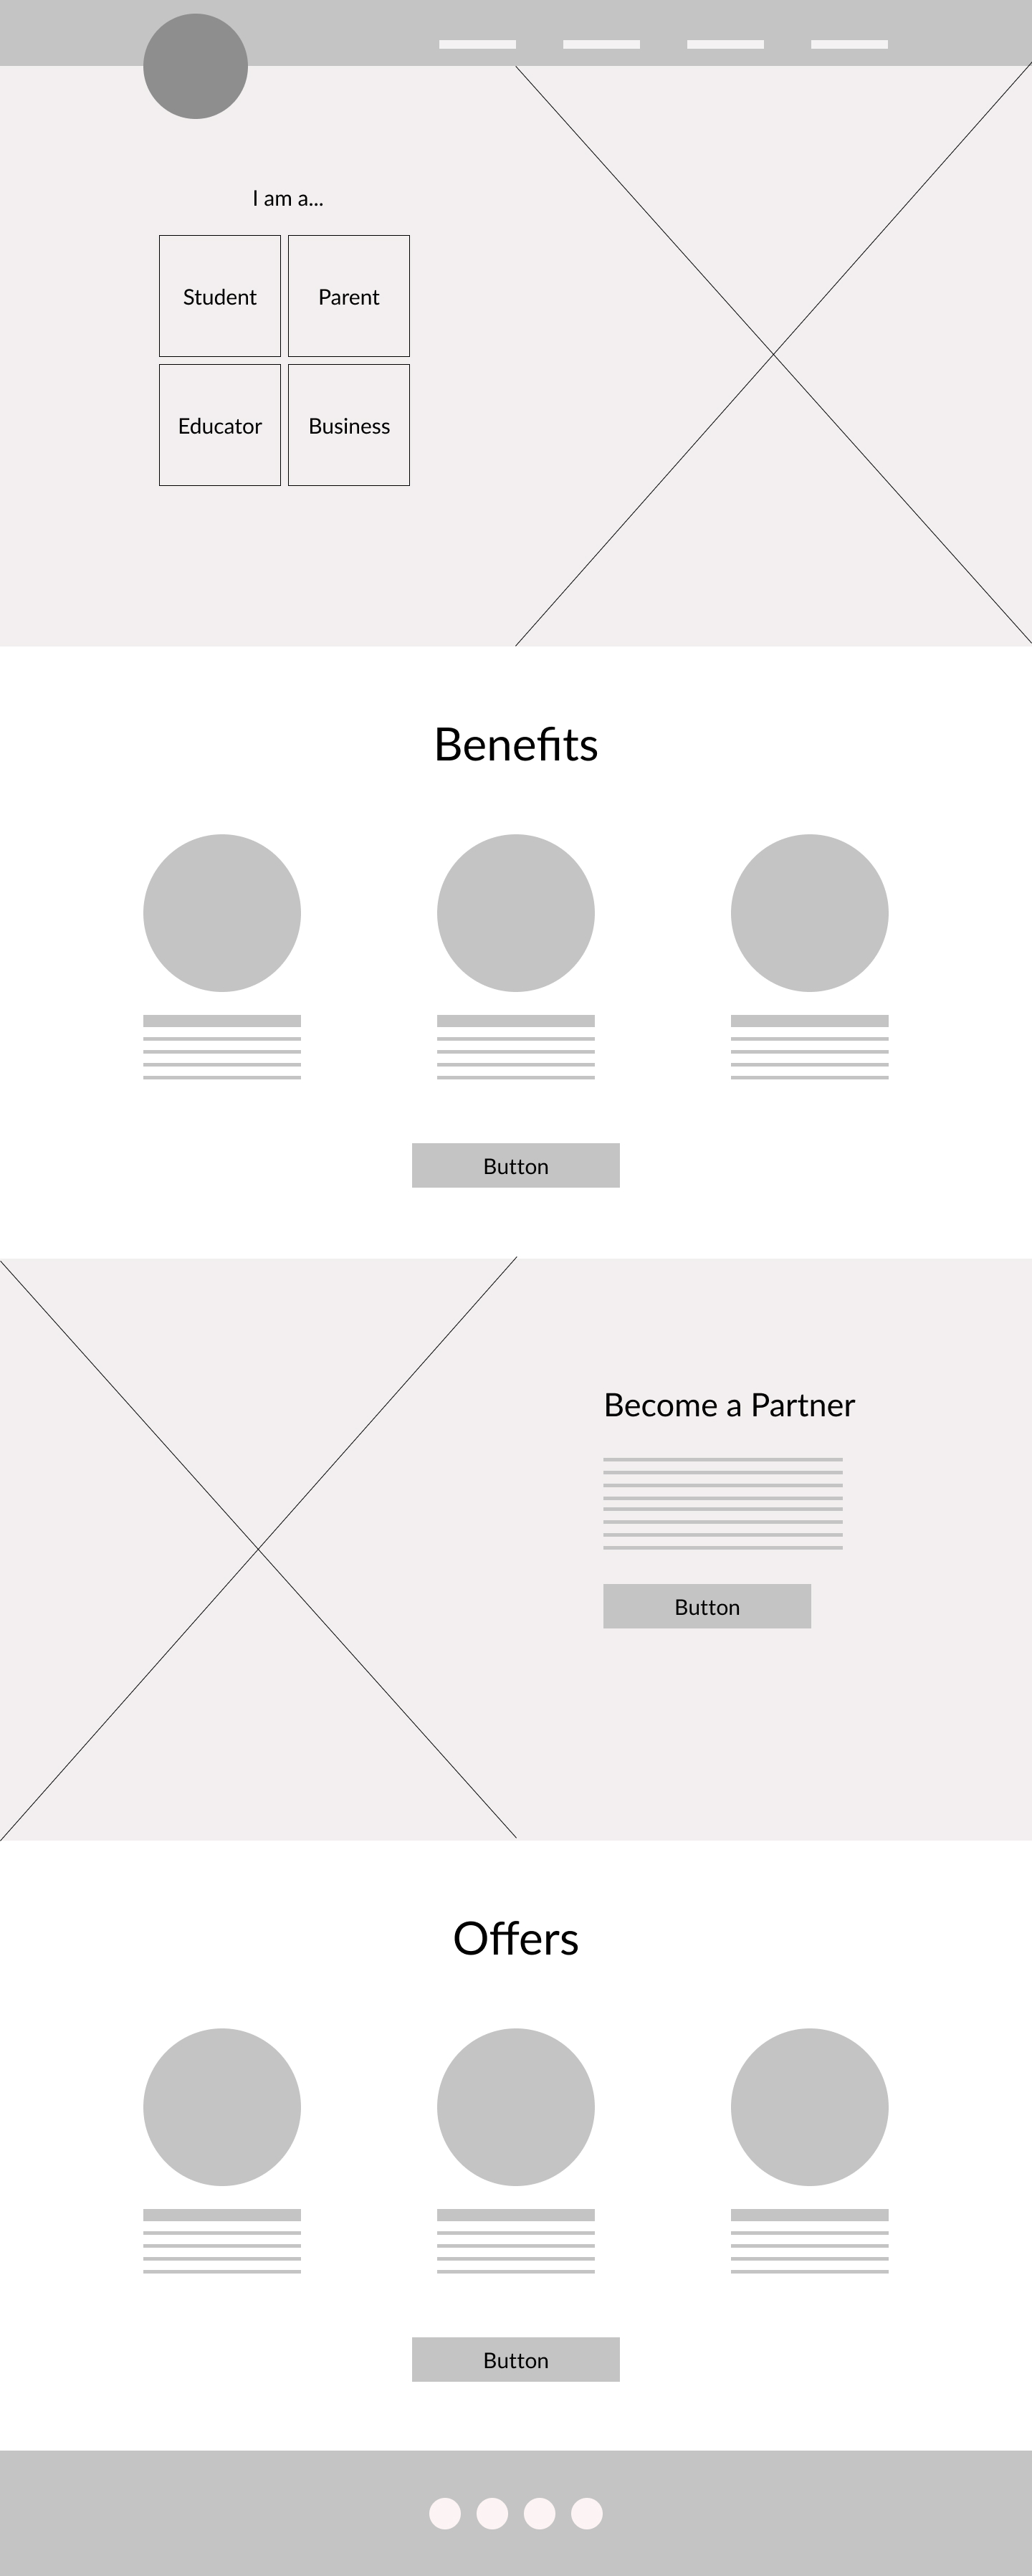 I am a...
Student
Parent
Educator
Business
Benefits
Button
Become a Partner
Button
Offers
Button